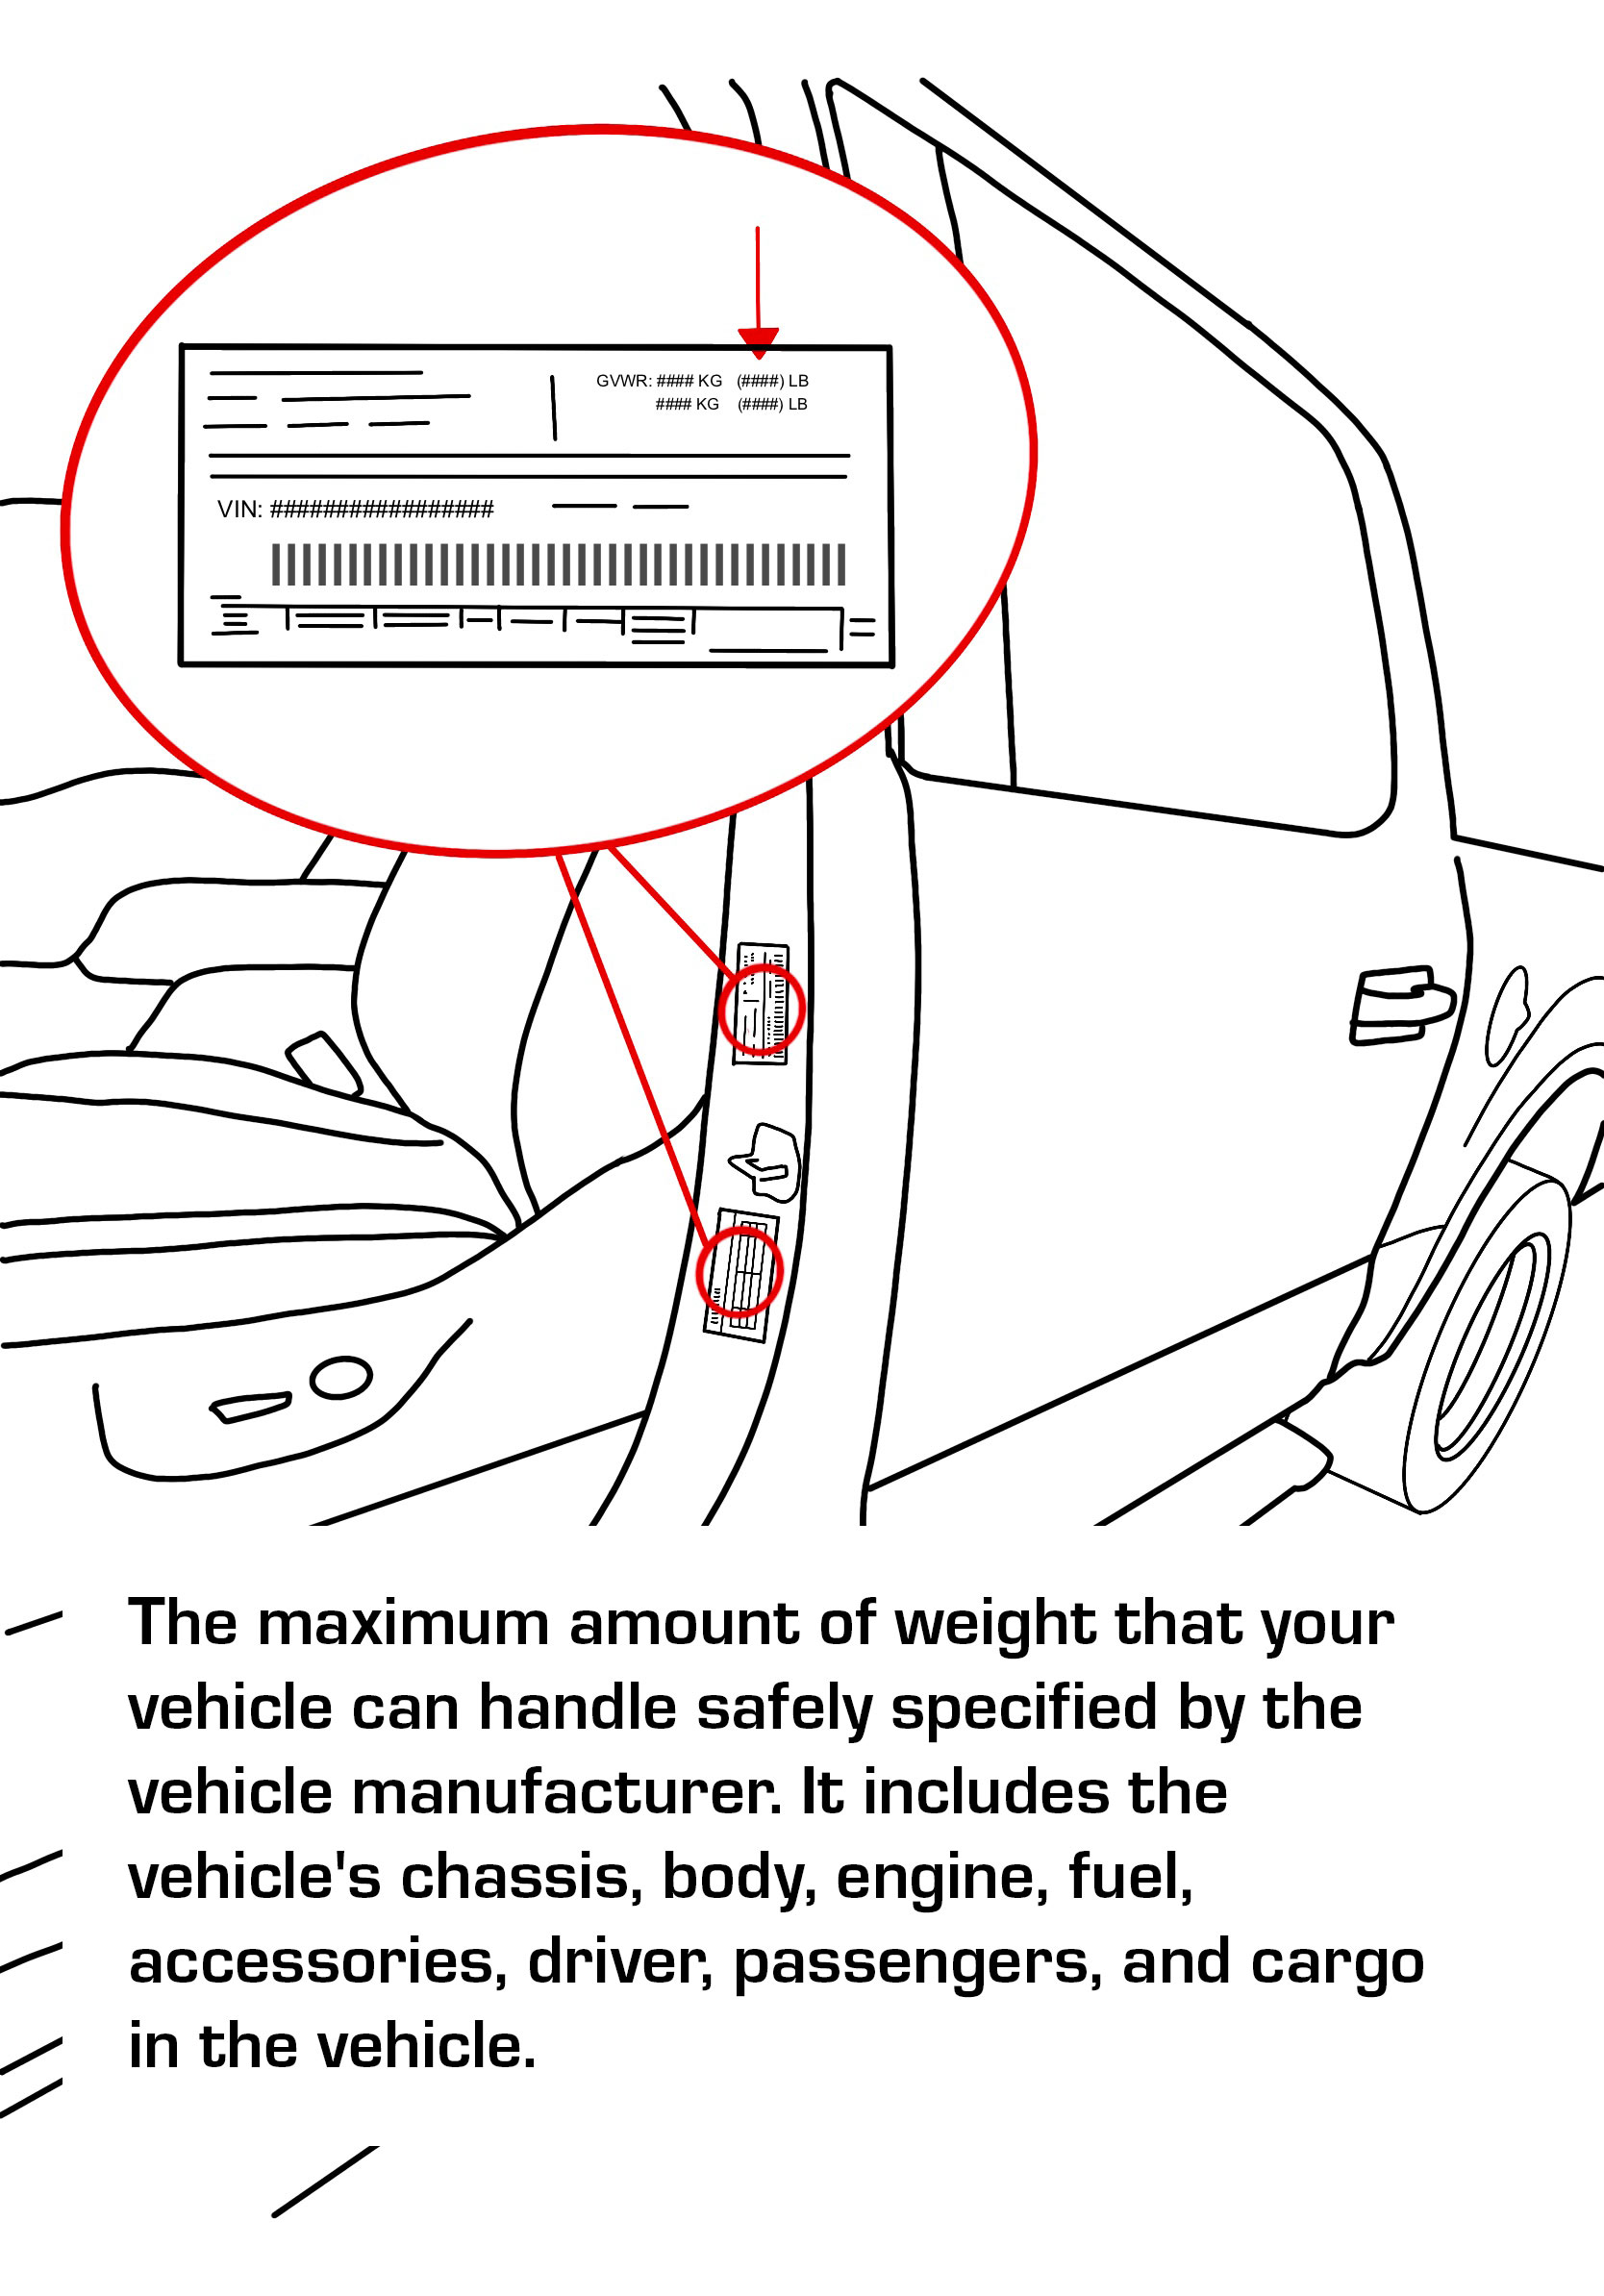 GVWR: #### KG (####) LB
#### KG (####) LB
VIN: #################
The maximum amount of weight that your
vehicle can handle safely specified by the
vehicle manufacturer. It includes the
vehicle's chassis, body, engine, fuel,
accessories, driver, passengers, and cargo
in the vehicle.